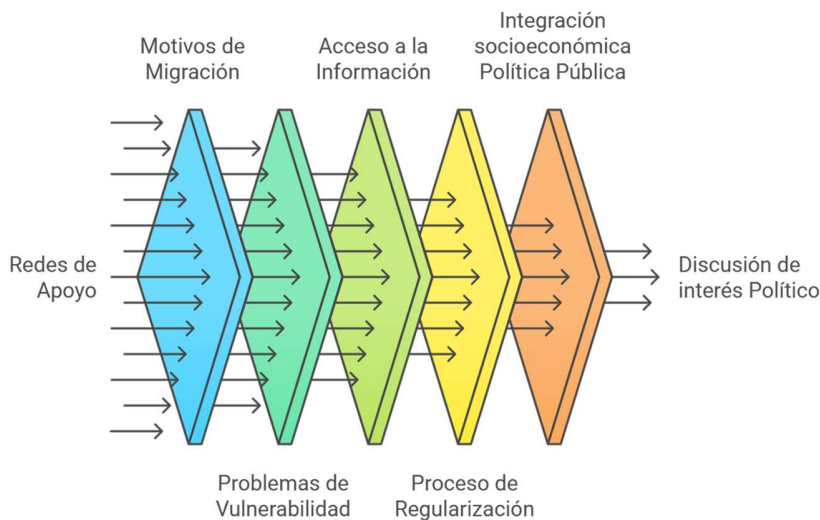 Motivos de
Migración
Acceso a la
Información
Integración
socioeconómica
Política Pública
Redes de
Apoyo
Discusión de
interés Político
Problemas de
Vulnerabilidad
Proceso de
Regularización